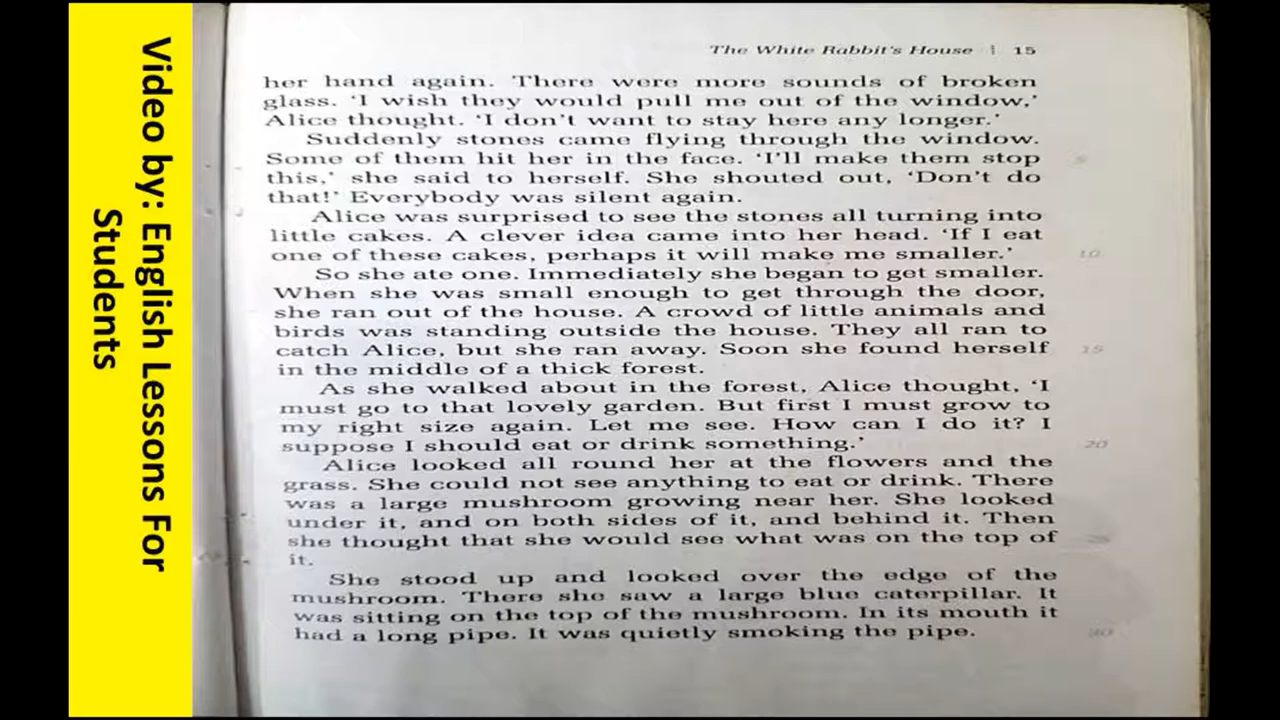 Video by: English Lessons For
Students
The White Rabbit's House | 15
her hand again. There were more sounds of broken
glass. 'I wish they would pull me out of the window,'
Alice thought. 'I don't want to stay here any longer.'
Suddenly stones came flying through the window.
Some of them hit her in the face. 'I'll make them stop
this,' she said to herself. She shouted out, 'Don't do
that!' Everybody was silent again.
Alice was surprised to see the stones all turning into
little cakes. A clever idea came into her head. 'If I eat
one of these cakes, perhaps it will make me smaller.'
So she ate one. Immediately she began to get smaller.
When she was small enough to get through the door,
she ran out of the house. A crowd of little animals and
birds was standing outside the house. They all ran to
catch Alice, but she ran away. Soon she found herself
in the middle of a thick forest.
As she walked about in the forest, Alice thought, 'I
must go to that lovely garden. But first I must grow to
my right size again. Let me see. How can I do it? I
suppose I should eat or drink something.'
Alice looked all round her at the flowers and the
grass. She could not see anything to eat or drink. There
was a large mushroom growing near her. She looked
under it, and on both sides of it, and behind it. Then
she thought that she would see what was on the top of
it.
She stood up and looked over the edge of the
mushroom. There she saw a large blue caterpillar. It
was sitting on the top of the mushroom. In its mouth it
had a long pipe. It was quietly smoking the pipe.
5
10
15
20
25
30